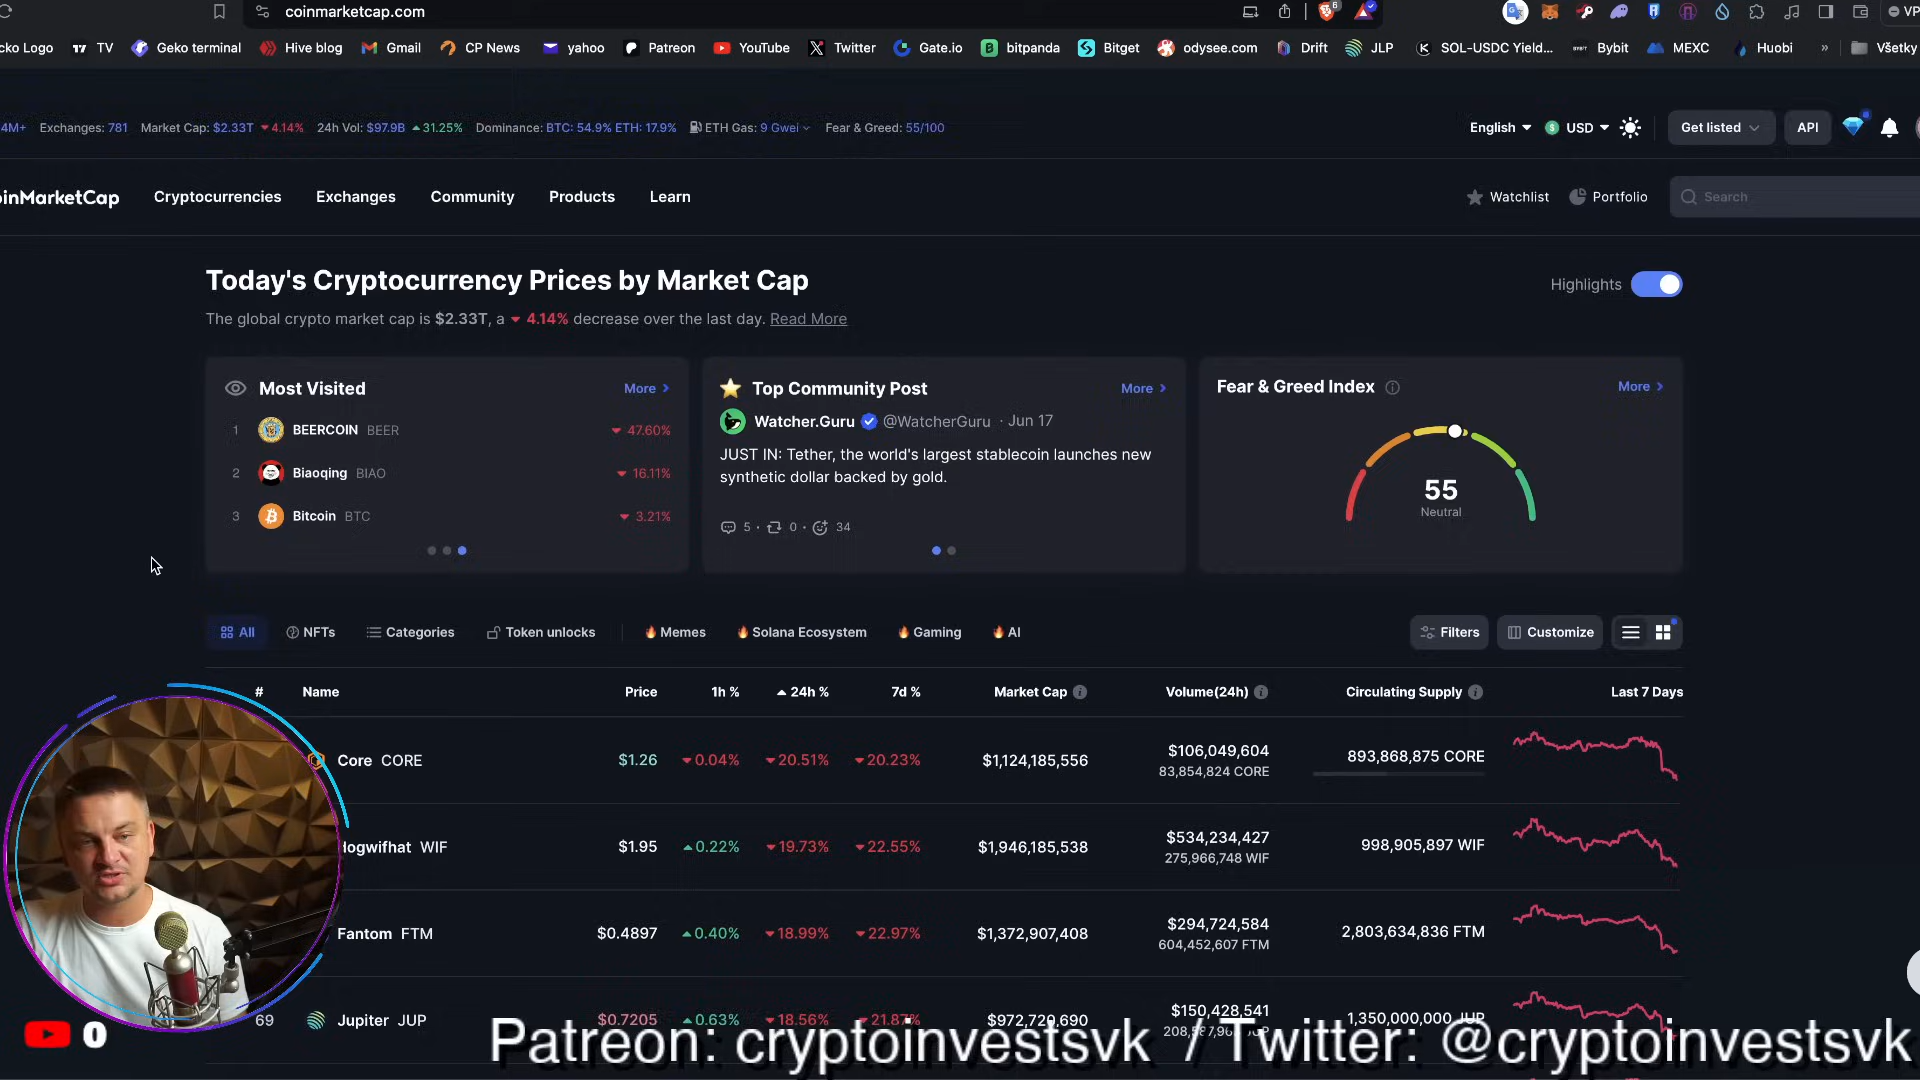 coinmarketcap.com
6
VP
cko Logo
TV
Geko terminal
Hive blog
Gmail
CP News
yahoo
Patreon
YouTube
Twitter
Gate.io
bitpanda
Bitget
odysee.com
Drift
JLP
SOL-USDC Yield...
Bybit
MEXC
Huobi
»
Všetky
4M+ Exchanges: 781 Market Cap: $2.33T 4.14% 24h Vol: $97.9B 31.25% Dominance: BTC: 54.9% ETH: 17.9% ETH Gas: 9 Gwei Fear & Greed: 55/100
English
USD
Get listed
API
oinMarketCap
Cryptocurrencies
Exchanges
Community
Products
Learn
Watchlist
Portfolio
Search
Today's Cryptocurrency Prices by Market Cap
Highlights
The global crypto market cap is $2.33T, a 4.14% decrease over the last day. Read More
Most Visited
More
1 BEERCOIN BEER 47.60%
2 Biaoqing BIAO 16.11%
3 Bitcoin BTC 3.21%
Top Community Post
More
Watcher.Guru @WatcherGuru · Jun 17
JUST IN: Tether, the world's largest stablecoin launches new
synthetic dollar backed by gold.
5 · 0 · 34
Fear & Greed Index
More
55
Neutral
All
NFTs
Categories
Token unlocks
Memes
Solana Ecosystem
Gaming
AI
Filters
Customize
# Name Price 1h % 24h % 7d % Market Cap Volume(24h) Circulating Supply Last 7 Days
Core CORE $1.26 0.04% 20.51% 20.23% $1,124,185,556 $106,049,604 893,868,875 CORE
83,854,824 CORE
dogwifhat WIF $1.95 0.22% 19.73% 22.55% $1,946,185,538 $534,234,427 998,905,897 WIF
275,966,748 WIF
Fantom FTM $0.4897 0.40% 18.99% 22.97% $1,372,907,408 $294,724,584 2,803,634,836 FTM
604,452,607 FTM
69 Jupiter JUP $0.7205 0.63% 18.56% 21.87% $972,729,690 $150,428,541 1,350,000,000 JUP
0
Patreon: cryptoinvestsvk / Twitter: @cryptoinvestsvk